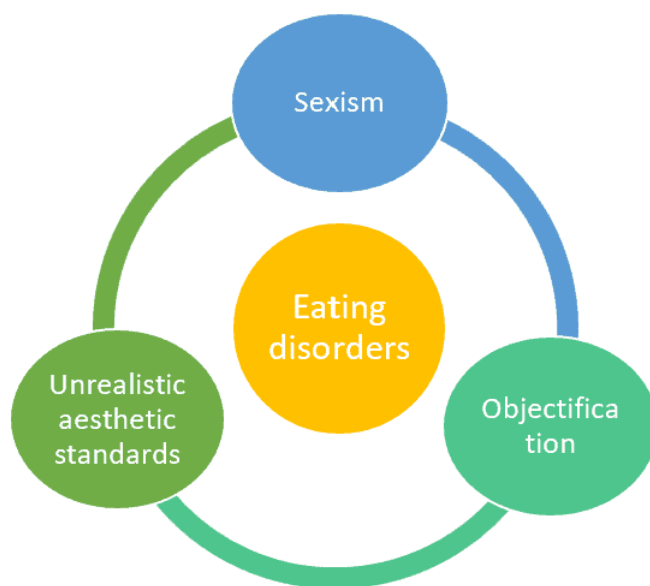 Sexism
Eating
disorders
Unrealistic
aesthetic
standards
Objectifica
tion